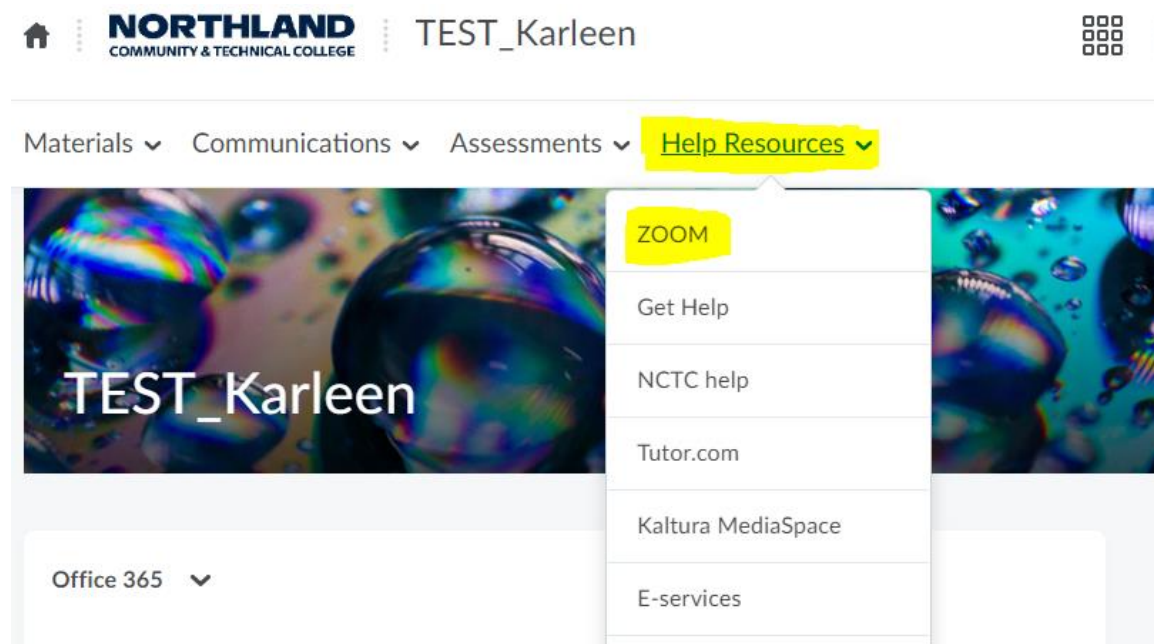 NORTHLAND
COMMUNITY & TECHNICAL COLLEGE
TEST_Karleen
Materials Communications Assessments Help Resources
ZOOM
Get Help
NCTC help
Tutor.com
Kaltura MediaSpace
E-services
TEST_Karleen
Office 365